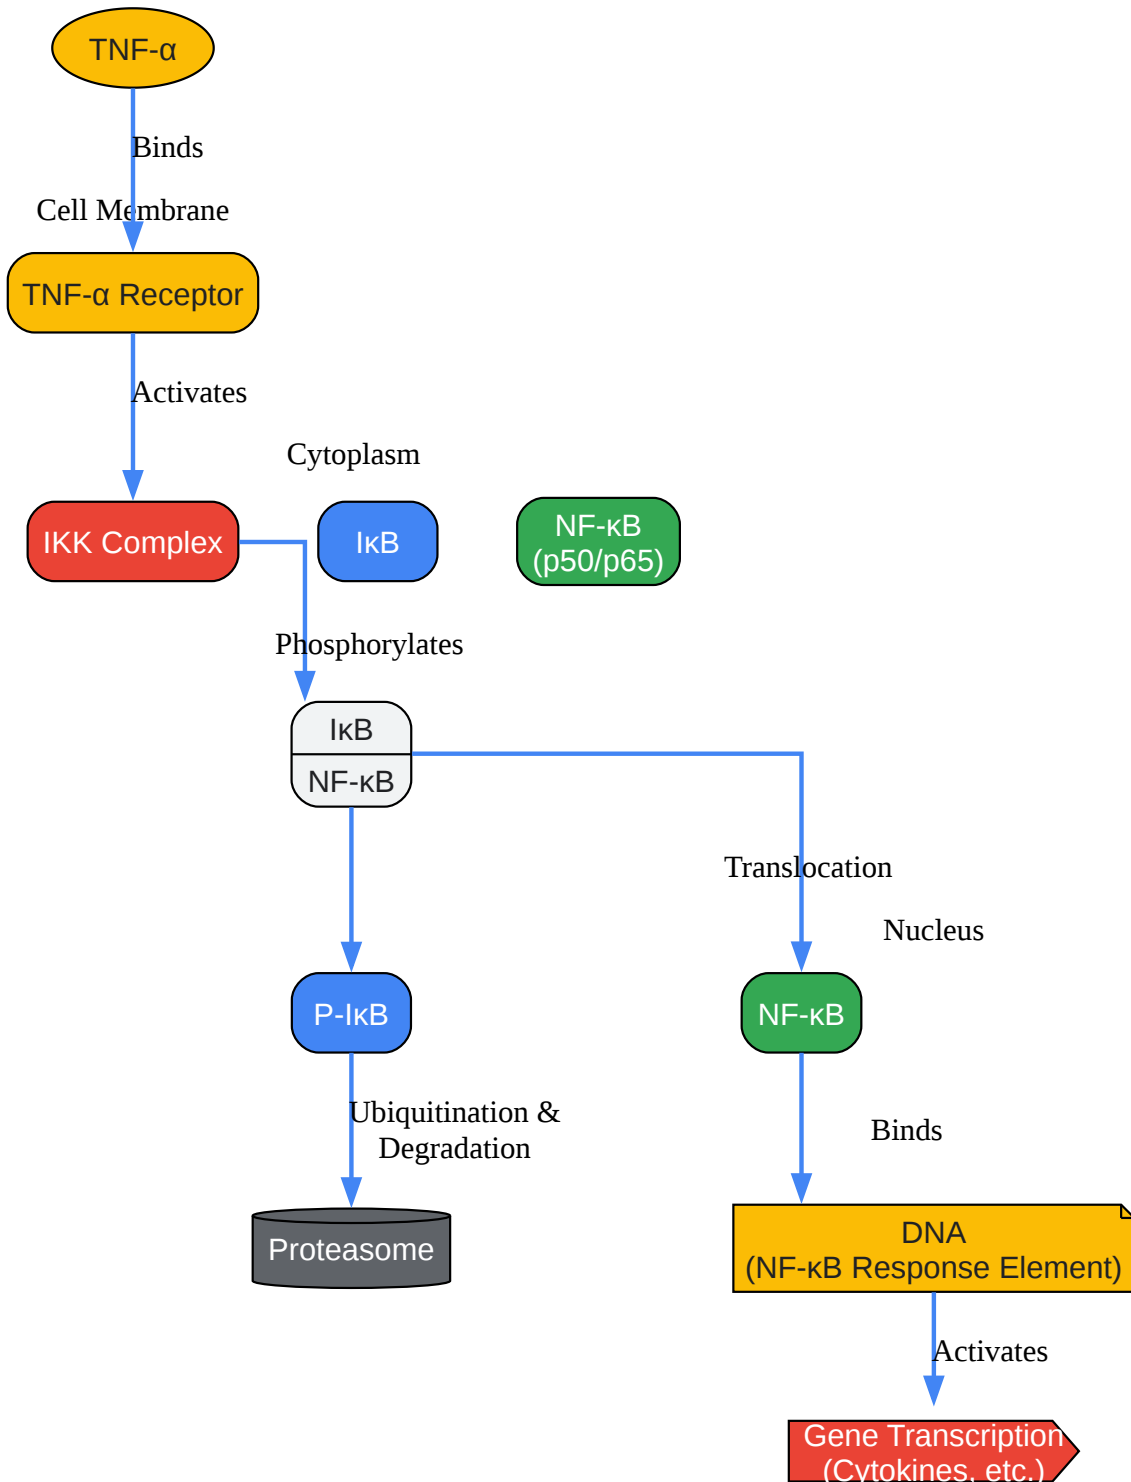 TNF-α
Binds
Cell Membrane
TNF-α Receptor
Activates
Cytoplasm
IKK Complex
IκB
NF-κB
(p50/p65)
Phosphorylates
IκB
NF-κB
Translocation
Nucleus
P-IκB
NF-κB
Ubiquitination &
Degradation
Binds
Proteasome
DNA
(NF-κB Response Element)
Activates
Gene Transcription
(Cytokines, etc.)